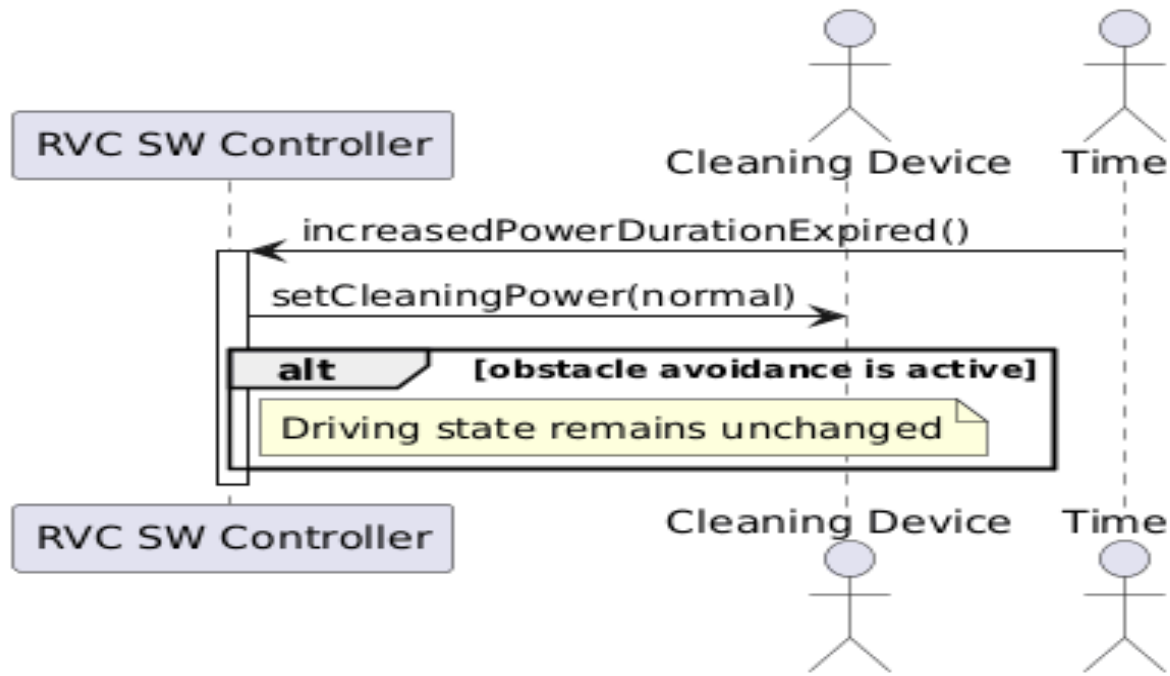 RVC SW Controller
Cleaning Device
Time
increasedPowerDurationExpired()
setCleaningPower(normal)
alt
[obstacle avoidance is active]
Driving state remains unchanged
RVC SW Controller
Cleaning Device
Time